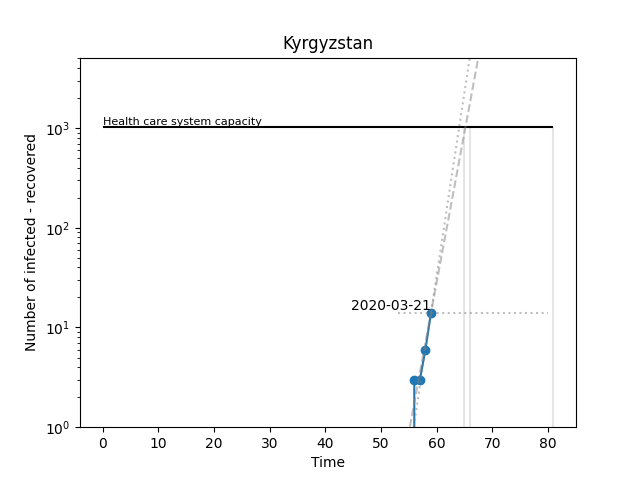 Kyrgyzstan
Number of infected - recovered
10³
10²
10¹
10⁰
Health care system capacity
2020-03-21
0 10 20 30 40 50 60 70 80
Time